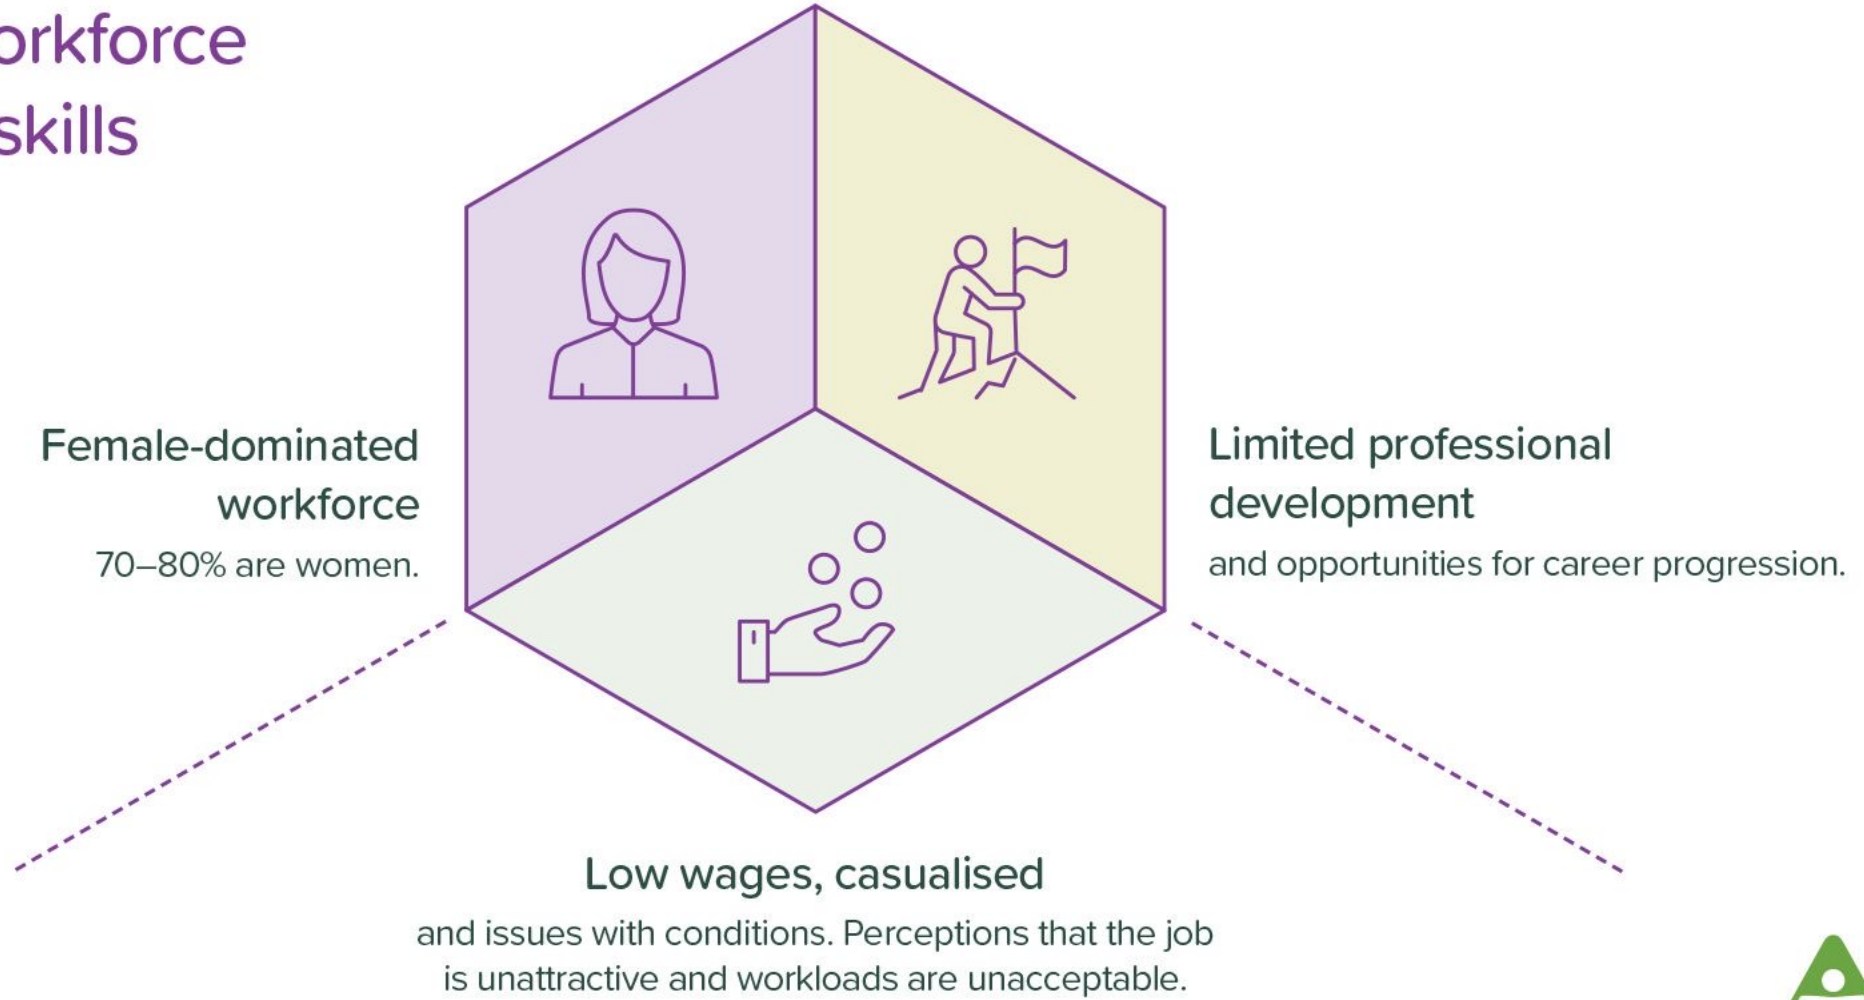 orkforce
skills
Female-dominated
workforce
70–80% are women.
Limited professional
development
and opportunities for career progression.
Low wages, casualised
and issues with conditions. Perceptions that the job
is unattractive and workloads are unacceptable.